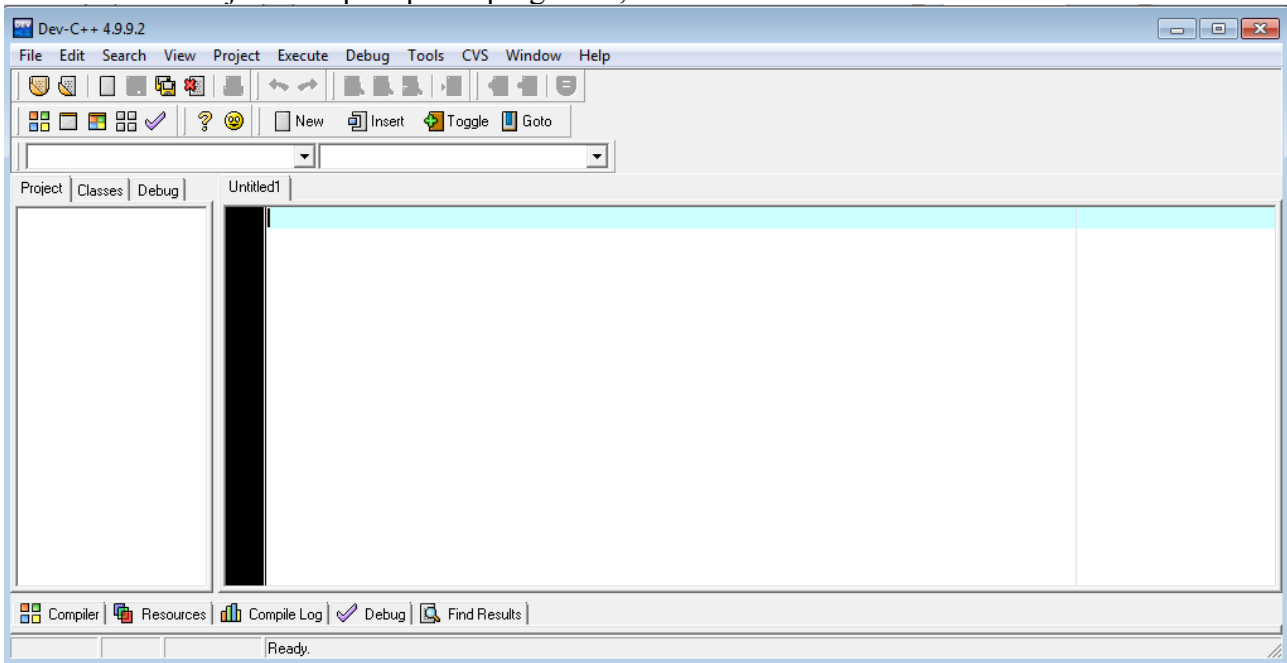 Dev-C++ 4.9.9.2
File Edit Search View Project Execute Debug Tools CVS Window Help
New Insert Toggle Goto
Project Classes Debug Untitled1
Compiler Resources Compile Log Debug Find Results
Ready.